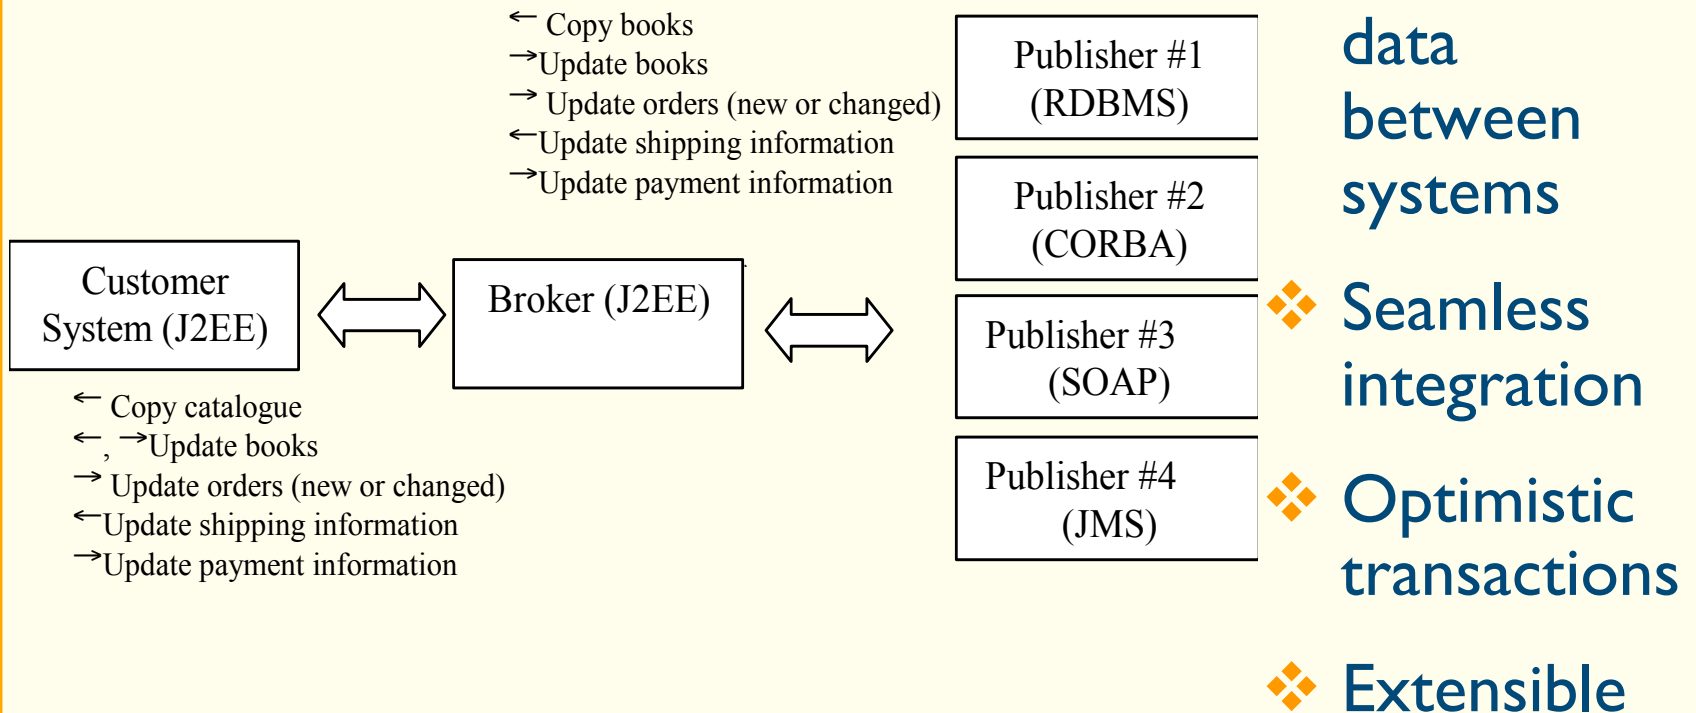 ← Copy books
→Update books
→ Update orders (new or changed)
←Update shipping information
→Update payment information
Customer
System (J2EE)
Broker (J2EE)
← Copy catalogue
←, →Update books
→ Update orders (new or changed)
←Update shipping information
→Update payment information
Publisher #1
(RDBMS)
Publisher #2
(CORBA)
Publisher #3
(SOAP)
Publisher #4
(JMS)
data
between
systems
❖ Seamless
integration
❖ Optimistic
transactions
❖ Extensible